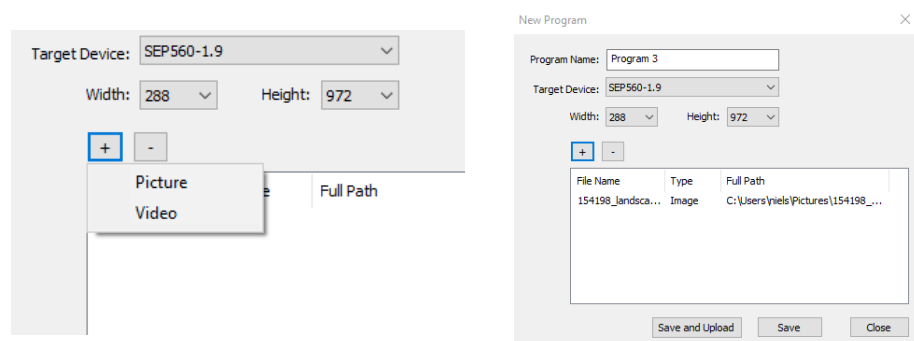 Target Device: SEP560-1.9
Width: 288 Height: 972
+ -
Picture
Video
Full Path
New Program
Program Name: Program 3
Target Device: SEP560-1.9
Width: 288 Height: 972
+ -
File Name Type Full Path
154198_landsca... Image C:\Users\niels\Pictures\154198_...
Save and Upload Save Close